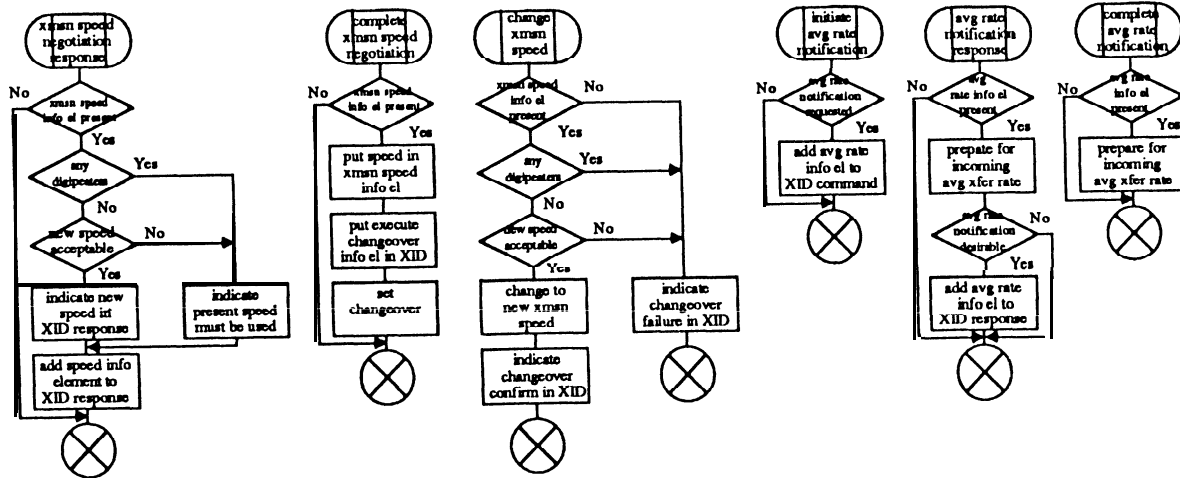 xmsn speed
negotiation
response
No
xmsn speed
info el present
Yes
any
digipeaters
Yes
No
new speed
acceptable
No
Yes
indicate new
speed in
XID response
indicate
present speed
must be used
add speed info
element to
XID response
complete
xmsn speed
negotiation
No
xmsn speed
info el present
Yes
put speed in
xmsn speed
info el
put execute
changeover
info el in XID
set
changeover
change
xmsn
speed
xmsn speed
info el
present
No
Yes
any
digipeaters
Yes
No
new speed
acceptable
No
Yes
change to
new xmsn
speed
indicate
changeover
failure in XID
indicate
changeover
confirm in XID
initiate
avg rate
notification
No
avg rate
notification
requested
Yes
add avg rate
info el to
XID command
avg rate
notification
response
No
avg
rate info el
present
Yes
prepate for
incoming
avg xfer rate
avg rate
notification
desirable
No
Yes
add avg rate
info el to
XID response
complete
avg rate
notification
No
avg rate
info el
present
Yes
prepare for
incoming
avg xfer rate